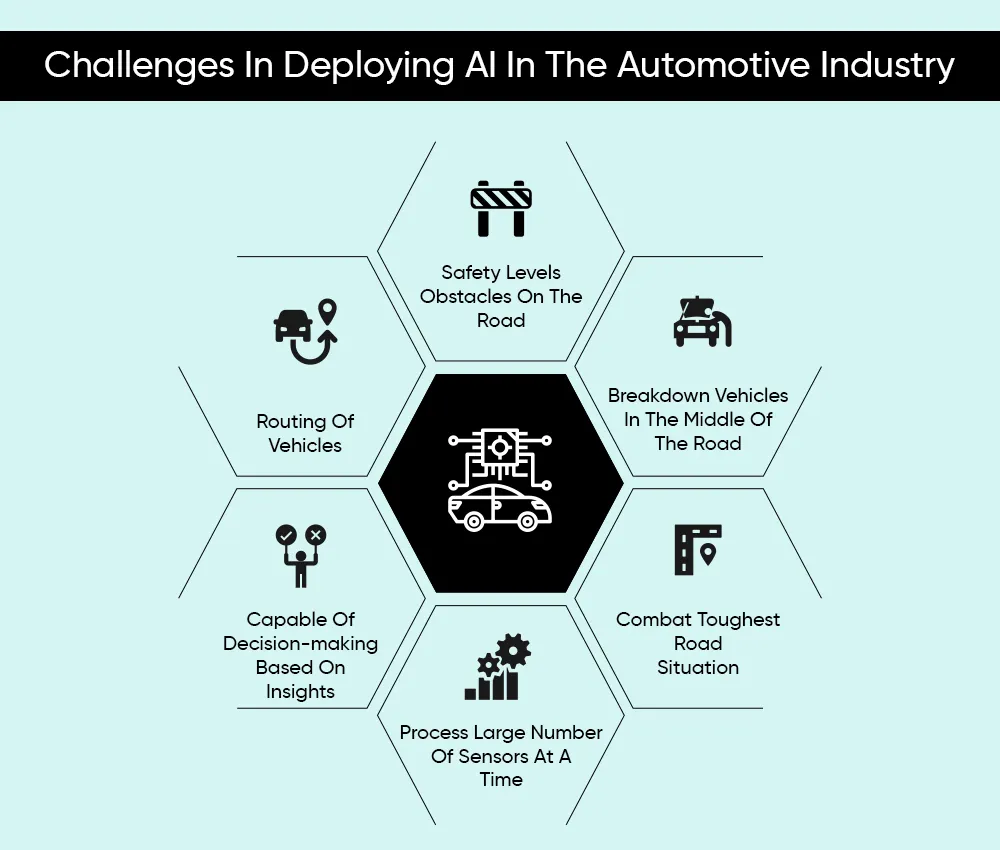 Challenges In Deploying AI In The Automotive Industry
Safety Levels
Obstacles On The
Road
Breakdown Vehicles
In The Middle Of
The Road
Routing Of
Vehicles
Combat Toughest
Road
Situation
Capable Of
Decision-making
Based On
Insights
Process Large Number
Of Sensors At A
Time